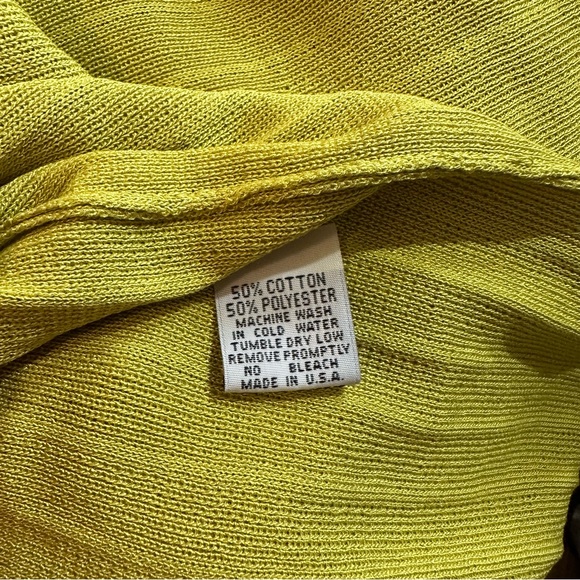 50% COTTON
50% POLYESTER
MACHINE WASH
IN COLD WATER
TUMBLE DRY LOW
REMOVE PROMPTLY
NO BLEACH
MADE IN U.S.A.